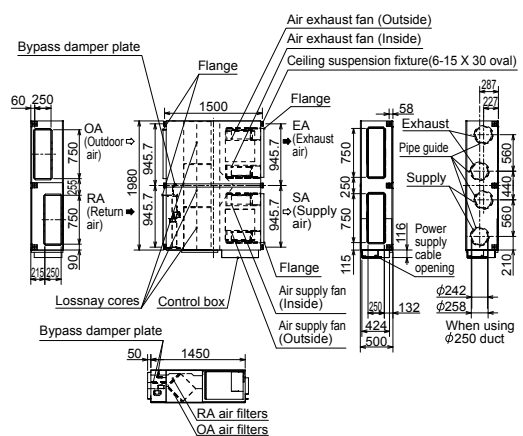 Air exhaust fan (Outside)
Air exhaust fan (Inside)
Bypass damper plate
Flange
Ceiling suspension fixture(6-15 X 30 oval)
Flange
287
227
60 250
1500
58
OA
(Outdoor
air)
EA
(Exhaust
air)
Exhaust
Pipe guide
Supply
750
255
750
90
945.7
1980
945.7
945.7
945.7
750
250
750
115
116
560
440
560
210
RA
(Return
air)
SA
(Supply
air)
Power
supply
cable
opening
215 250
Flange
Lossnay cores
Control box
Air supply fan
(Inside)
Air supply fan
(Outside)
250
132
424
500
ϕ242
ϕ258
When using
ϕ250 duct
Bypass damper plate
50
1450
RA air filters
OA air filters